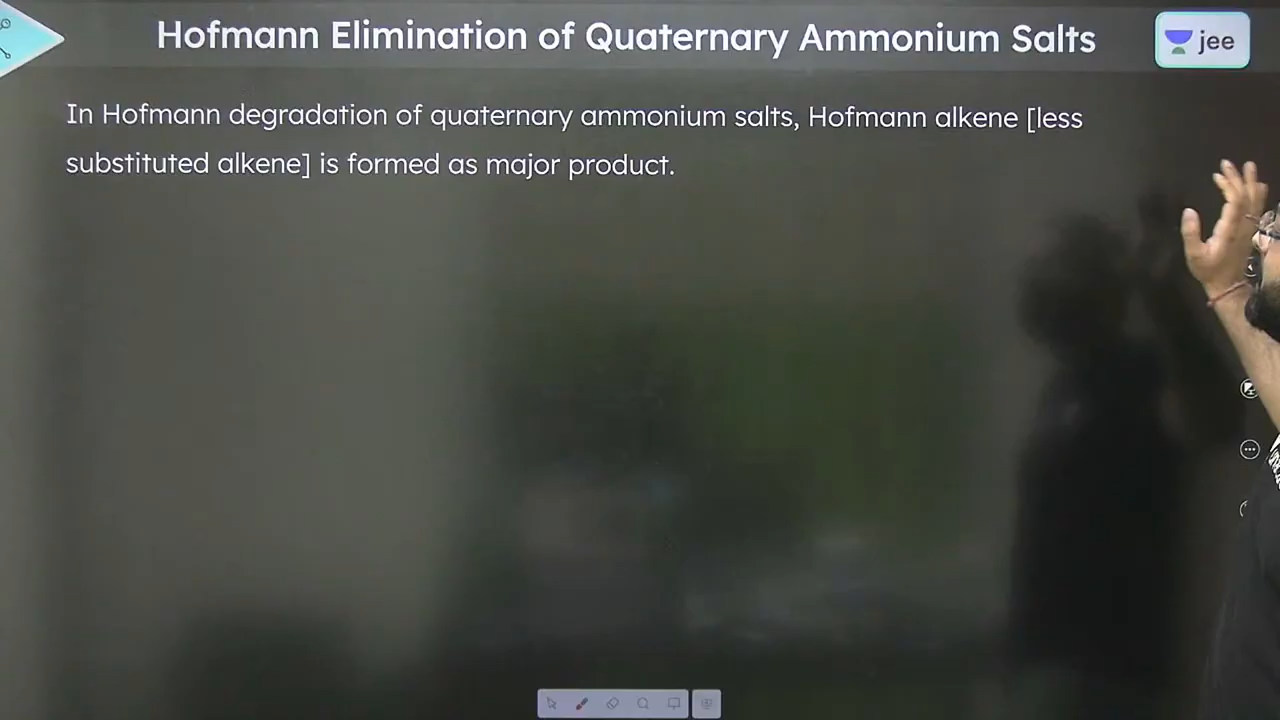 Hofmann Elimination of Quaternary Ammonium Salts
jee
In Hofmann degradation of quaternary ammonium salts, Hofmann alkene [less
substituted alkene] is formed as major product.